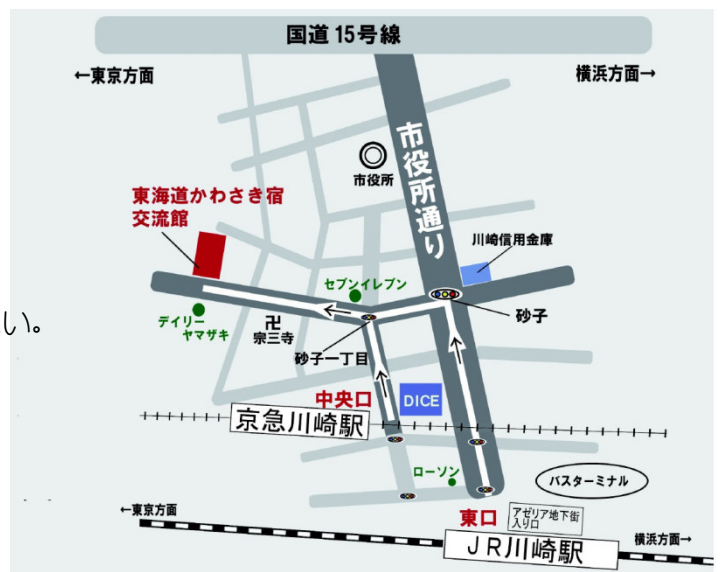 国道15号線
←東京方面
横浜方面→
市役所通り
市役所
東海道かわさき宿
交流館
川崎信用金庫
セブンイレブン
デイリー
ヤマザキ
卍
宗三寺
砂子
い。
砂子一丁目
中央口
DICE
京急川崎駅
ローソン
バスターミナル
←東京方面
東口
アゼリア地下街
入り口
横浜方面→
JR川崎駅